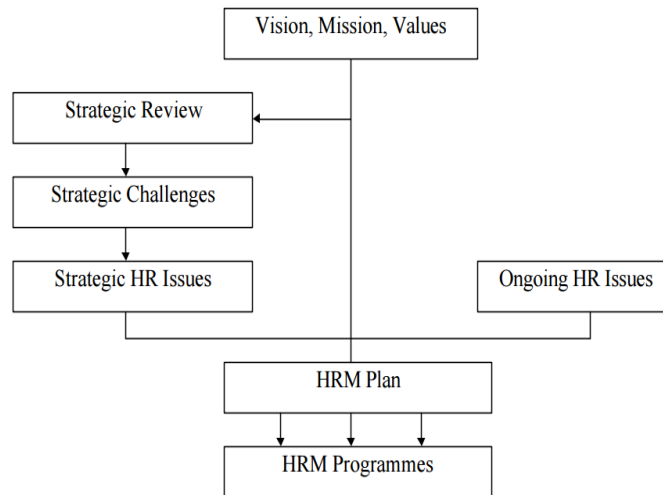 Vision, Mission, Values
Strategic Review
Strategic Challenges
Strategic HR Issues
Ongoing HR Issues
HRM Plan
HRM Programmes